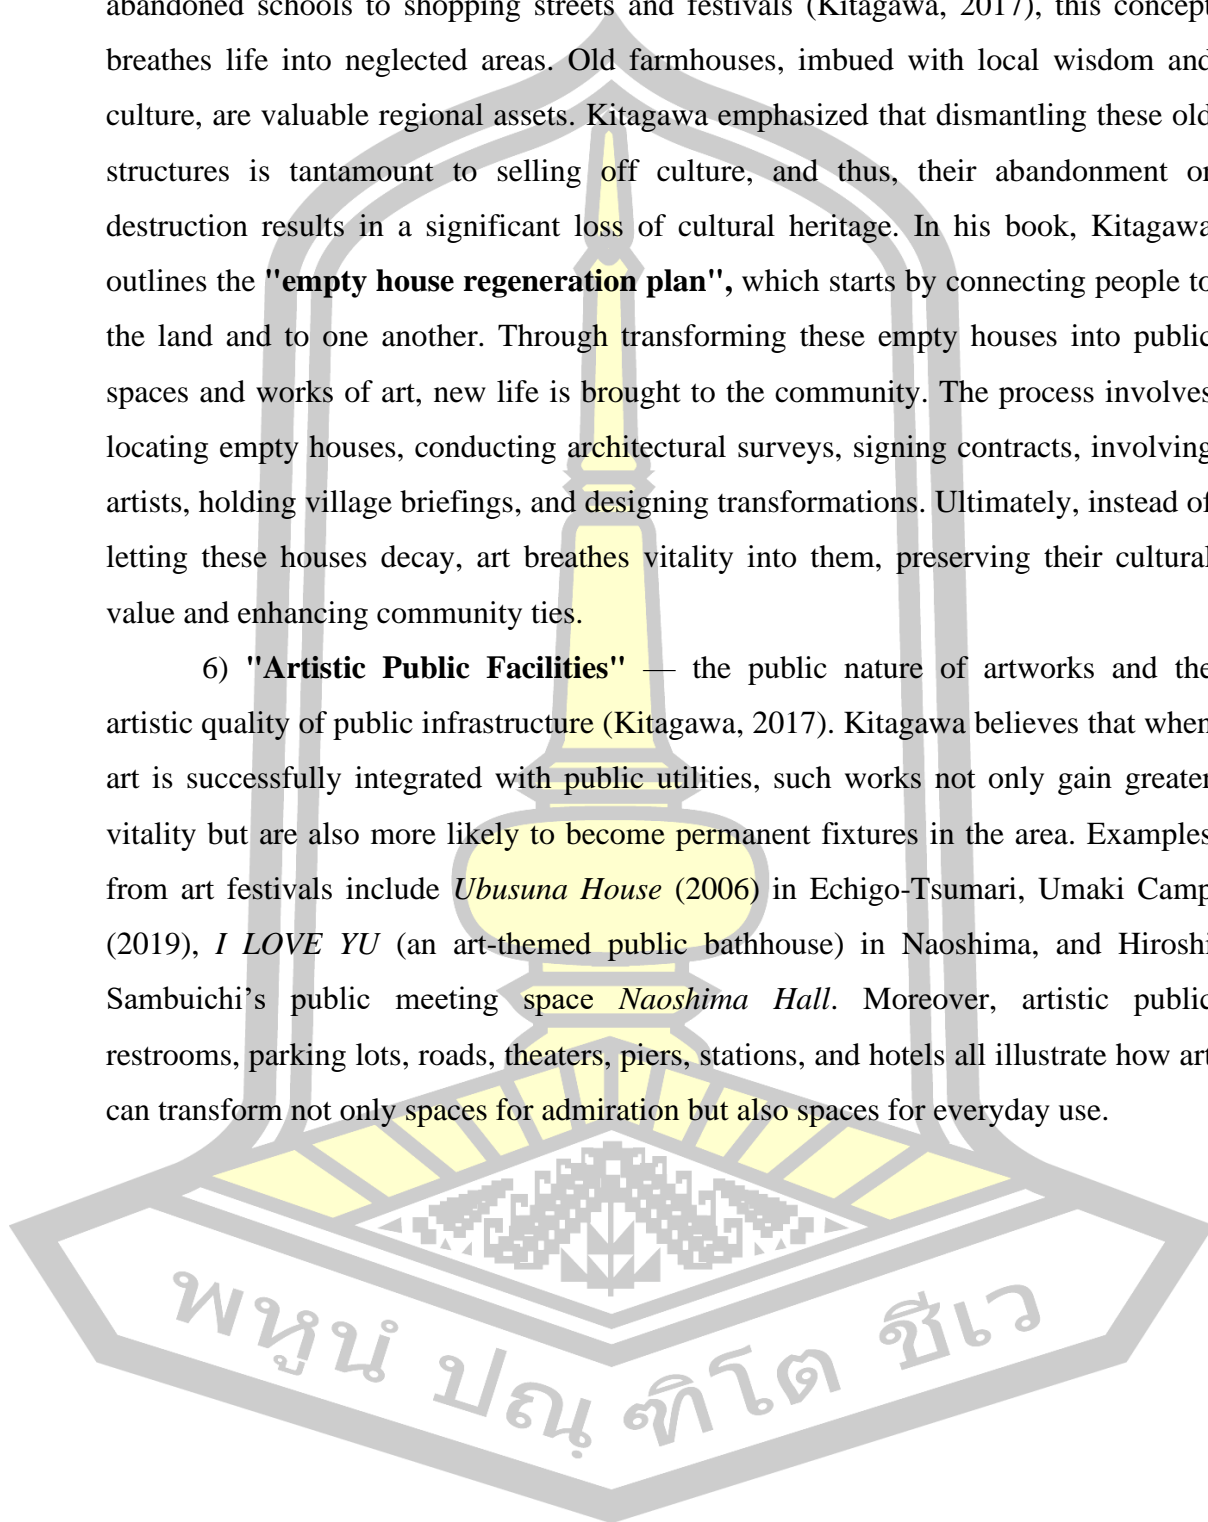 abandoned schools to shopping streets and festivals (Kitagawa, 2017), this concept
breathes life into neglected areas. Old farmhouses, imbued with local wisdom and
culture, are valuable regional assets. Kitagawa emphasized that dismantling these old
structures is tantamount to selling off culture, and thus, their abandonment or
destruction results in a significant loss of cultural heritage. In his book, Kitagawa
outlines the "empty house regeneration plan", which starts by connecting people to
the land and to one another. Through transforming these empty houses into public
spaces and works of art, new life is brought to the community. The process involves
locating empty houses, conducting architectural surveys, signing contracts, involving
artists, holding village briefings, and designing transformations. Ultimately, instead of
letting these houses decay, art breathes vitality into them, preserving their cultural
value and enhancing community ties.
6) "Artistic Public Facilities" — the public nature of artworks and the
artistic quality of public infrastructure (Kitagawa, 2017). Kitagawa believes that when
art is successfully integrated with public utilities, such works not only gain greater
vitality but are also more likely to become permanent fixtures in the area. Examples
from art festivals include Ubusuna House (2006) in Echigo-Tsumari, Umaki Camp
(2019), I LOVE YU (an art-themed public bathhouse) in Naoshima, and Hiroshi
Sambuichi’s public meeting space Naoshima Hall. Moreover, artistic public
restrooms, parking lots, roads, theaters, piers, stations, and hotels all illustrate how art
can transform not only spaces for admiration but also spaces for everyday use.
พหูนํ ปณฺฑิโต ชีเว